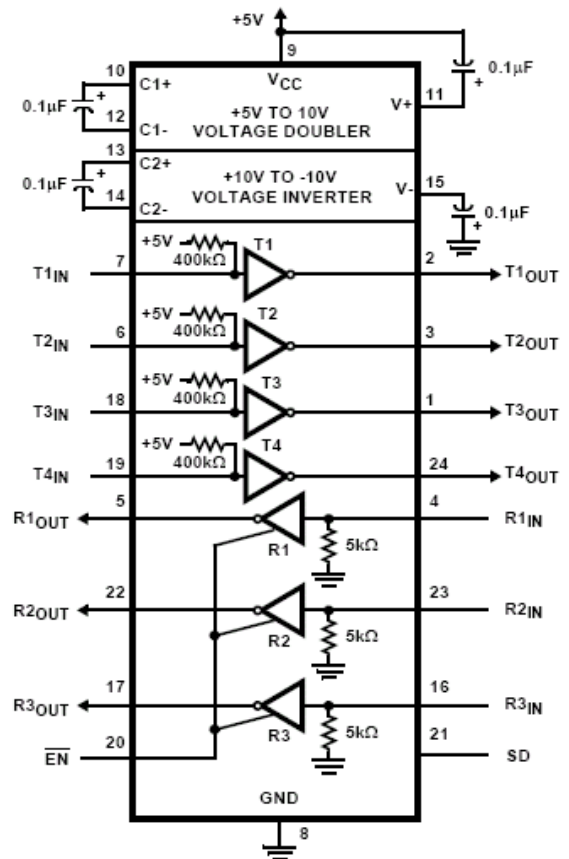 +5V
9
VCC
10
C1+
0.1µF
+
12
C1-
+5V TO 10V
VOLTAGE DOUBLER
V+
11
0.1µF
+
13
C2+
0.1µF
+
14
C2-
+10V TO -10V
VOLTAGE INVERTER
V-
15
0.1µF
+
T1IN
7
+5V
400kΩ
T1
2
T1OUT
T2IN
6
+5V
400kΩ
T2
3
T2OUT
T3IN
18
+5V
400kΩ
T3
1
T3OUT
T4IN
19
+5V
400kΩ
T4
24
T4OUT
R1OUT
5
R1
5kΩ
4
R1IN
R2OUT
22
R2
5kΩ
23
R2IN
R3OUT
17
R3
5kΩ
16
R3IN
EN
20
21
SD
GND
8